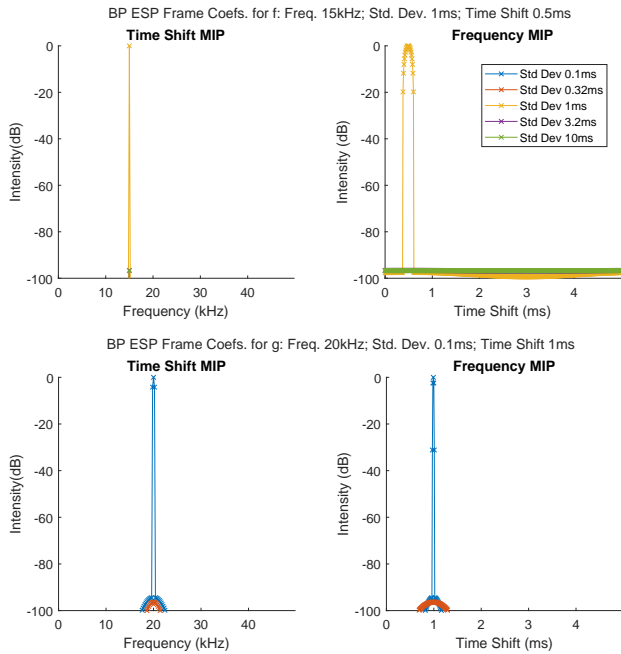 BP ESP Frame Coefs. for f: Freq. 15kHz; Std. Dev. 1ms; Time Shift 0.5ms
Time Shift MIP
0
-20
-40
-60
-80
-100
Intensity(dB)
0
10
20
30
40
Frequency (kHz)
Frequency MIP
0
-20
-40
-60
-80
-100
Intensity (dB)
0
1
2
3
4
Time Shift (ms)
Std Dev 0.1ms
Std Dev 0.32ms
Std Dev 1ms
Std Dev 3.2ms
Std Dev 10ms
BP ESP Frame Coefs. for g: Freq. 20kHz; Std. Dev. 0.1ms; Time Shift 1ms
Time Shift MIP
0
-20
-40
-60
-80
-100
Intensity(dB)
0
10
20
30
40
Frequency (kHz)
Frequency MIP
0
-20
-40
-60
-80
-100
Intensity (dB)
0
1
2
3
4
Time Shift (ms)